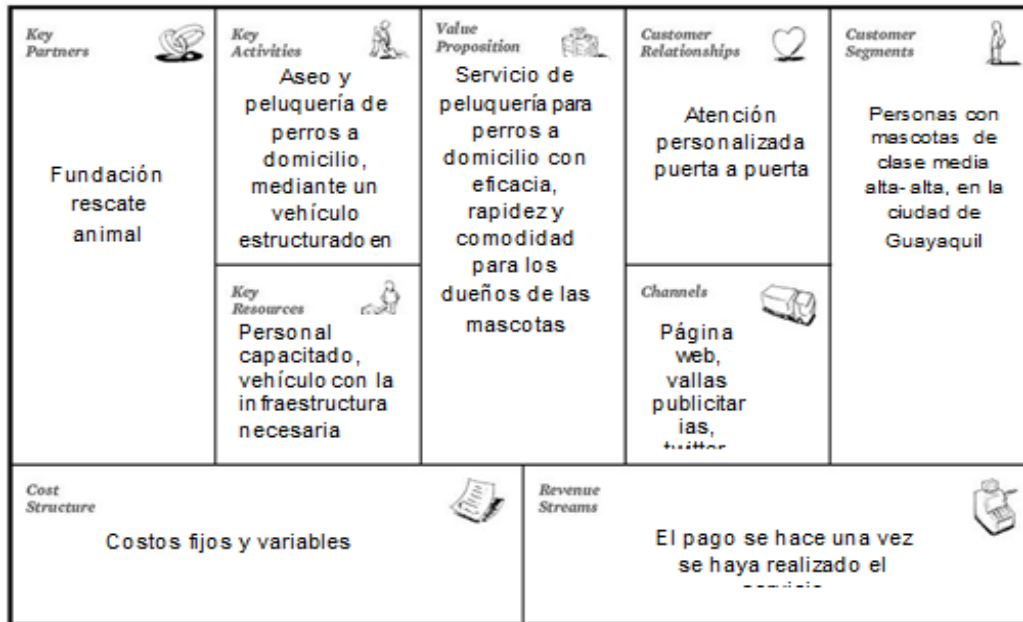 Key
Partners
Fundación
rescate
animal
Key
Activities
Aseo y
peluquería de
perros a
domicilio,
mediante un
vehículo
estructurado en
Key
Resources
Personal
capacitado,
vehículo con la
infraestructura
necesaria
Value
Proposition
Servicio de
peluquería para
perros a
domicilio con
eficacia,
rapidez y
comodidad
para los
dueños de las
mascotas
Customer
Relationships
Atención
personalizada
puerta a puerta
Channels
Página
web,
vallas
publicitar
ias,
twitter
Customer
Segments
Personas con
mascotas de
clase media
alta- alta, en la
ciudad de
Guayaquil
Cost
Structure
Costos fijos y variables
Revenue
Streams
El pago se hace una vez
se haya realizado el